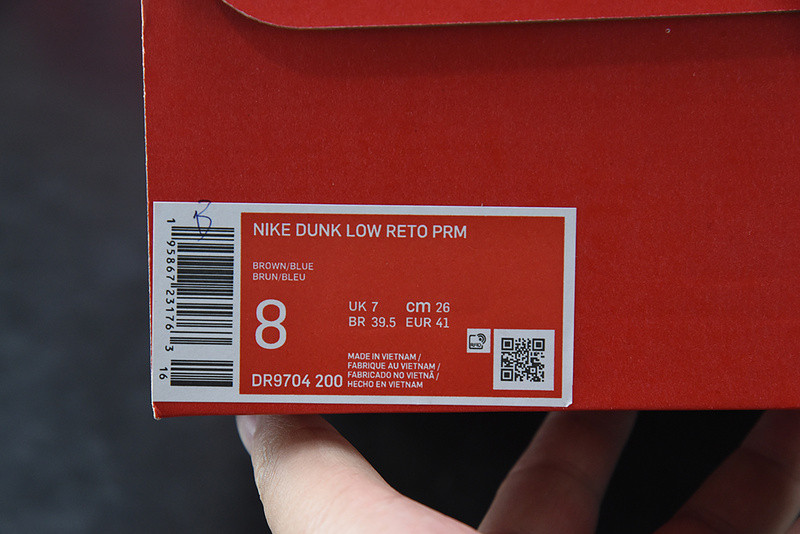 B
1 95867 23176 3
16
NIKE DUNK LOW RETO PRM
BROWN/BLUE
BRUN/BLEU
8
UK 7 cm 26
BR 39.5 EUR 41
MADE IN VIETNAM /
FABRIQUE AU VIETNAM /
FABRICADO NO VIETNÃ /
HECHO EN VIETNAM
DR9704 200
RFID